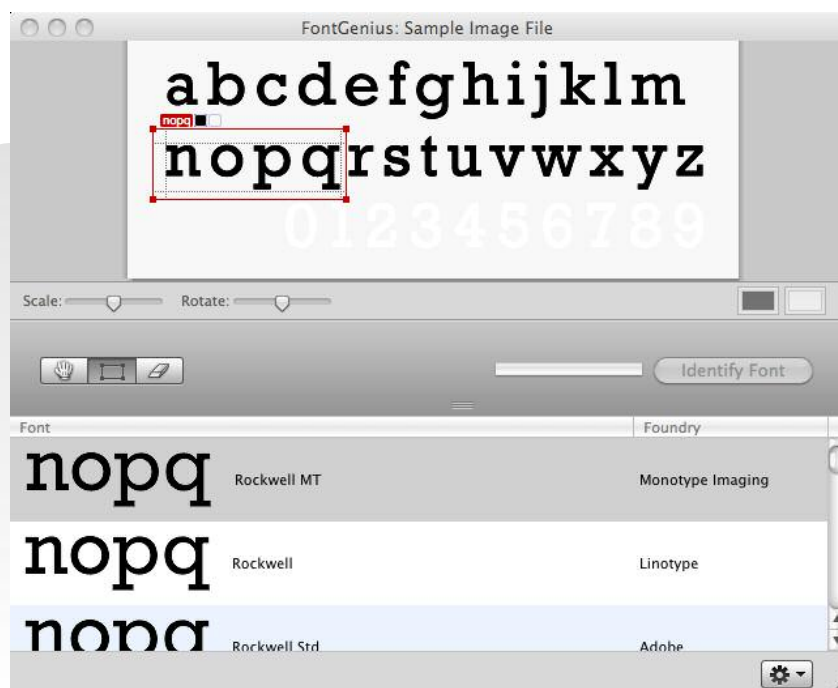 FontGenius: Sample Image File
abcdefghijklm
nopq
nopqrstuvwxyz
0123456789
Scale:
Rotate:
Identify Font
Font Foundry
nopq Rockwell MT Monotype Imaging
nopq Rockwell Linotype
nopq Rockwell Std Adobe